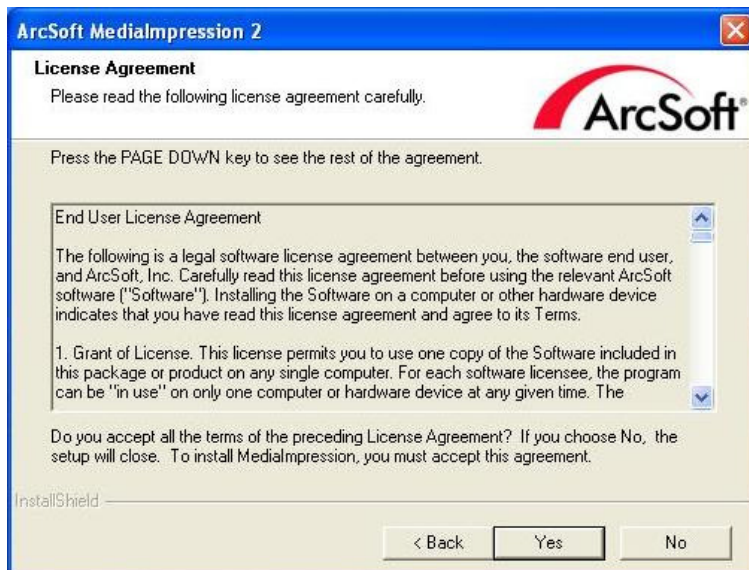 ArcSoft MediaImpression 2
License Agreement
Please read the following license agreement carefully.
ArcSoft®
Press the PAGE DOWN key to see the rest of the agreement.
End User License Agreement
The following is a legal software license agreement between you, the software end user,
and ArcSoft, Inc. Carefully read this license agreement before using the relevant ArcSoft
software ("Software"). Installing the Software on a computer or other hardware device
indicates that you have read this license agreement and agree to its Terms.
1. Grant of License. This license permits you to use one copy of the Software included in
this package or product on any single computer. For each software licensee, the program
can be "in use" on only one computer or hardware device at any given time. The
Do you accept all the terms of the preceding License Agreement? If you choose No, the
setup will close. To install MediaImpression, you must accept this agreement.
InstallShield
< Back
Yes
No